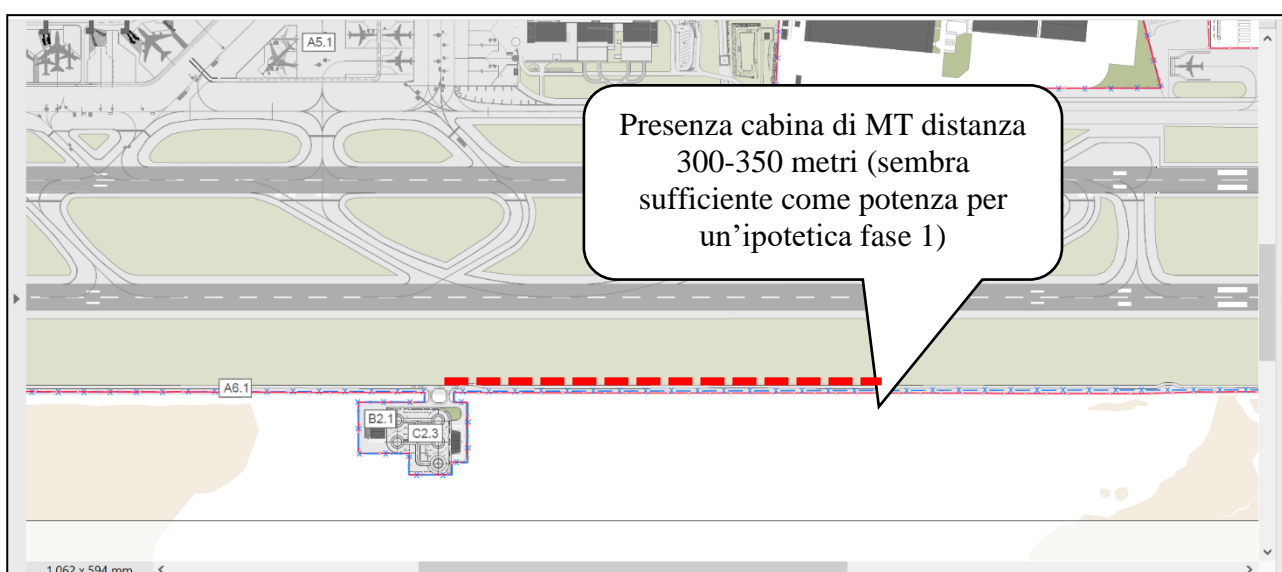 A5.1
Presenza cabina di MT distanza
300-350 metri (sembra
sufficiente come potenza per
un’ipotetica fase 1)
A6.1
B2.1
C2.3
1.062 x 594 mm